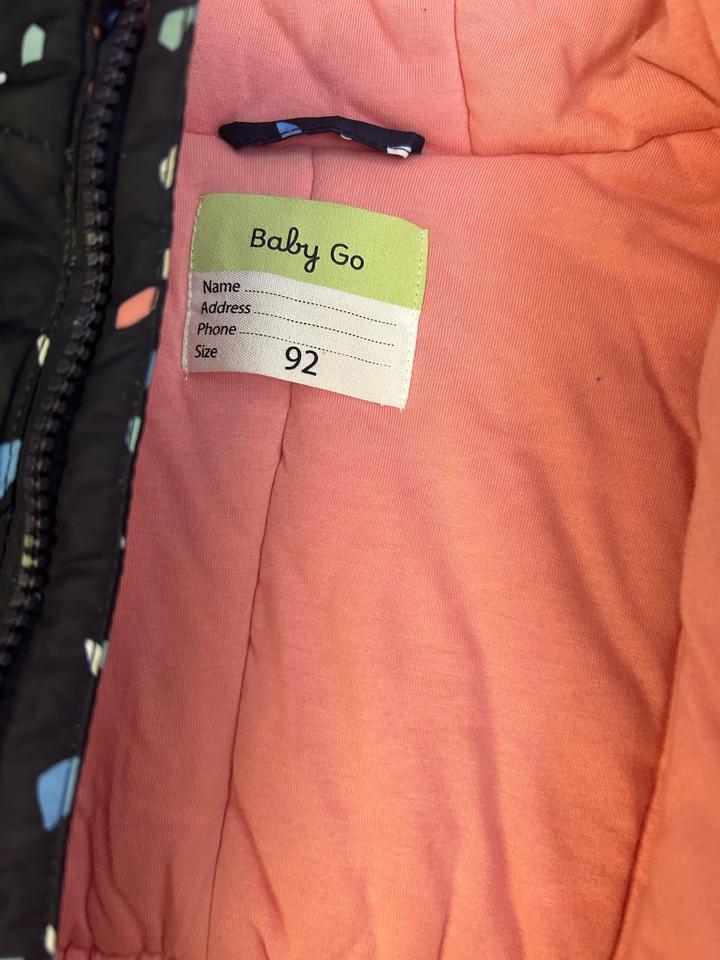 Baby Go
Name
Address
Phone
Size 92